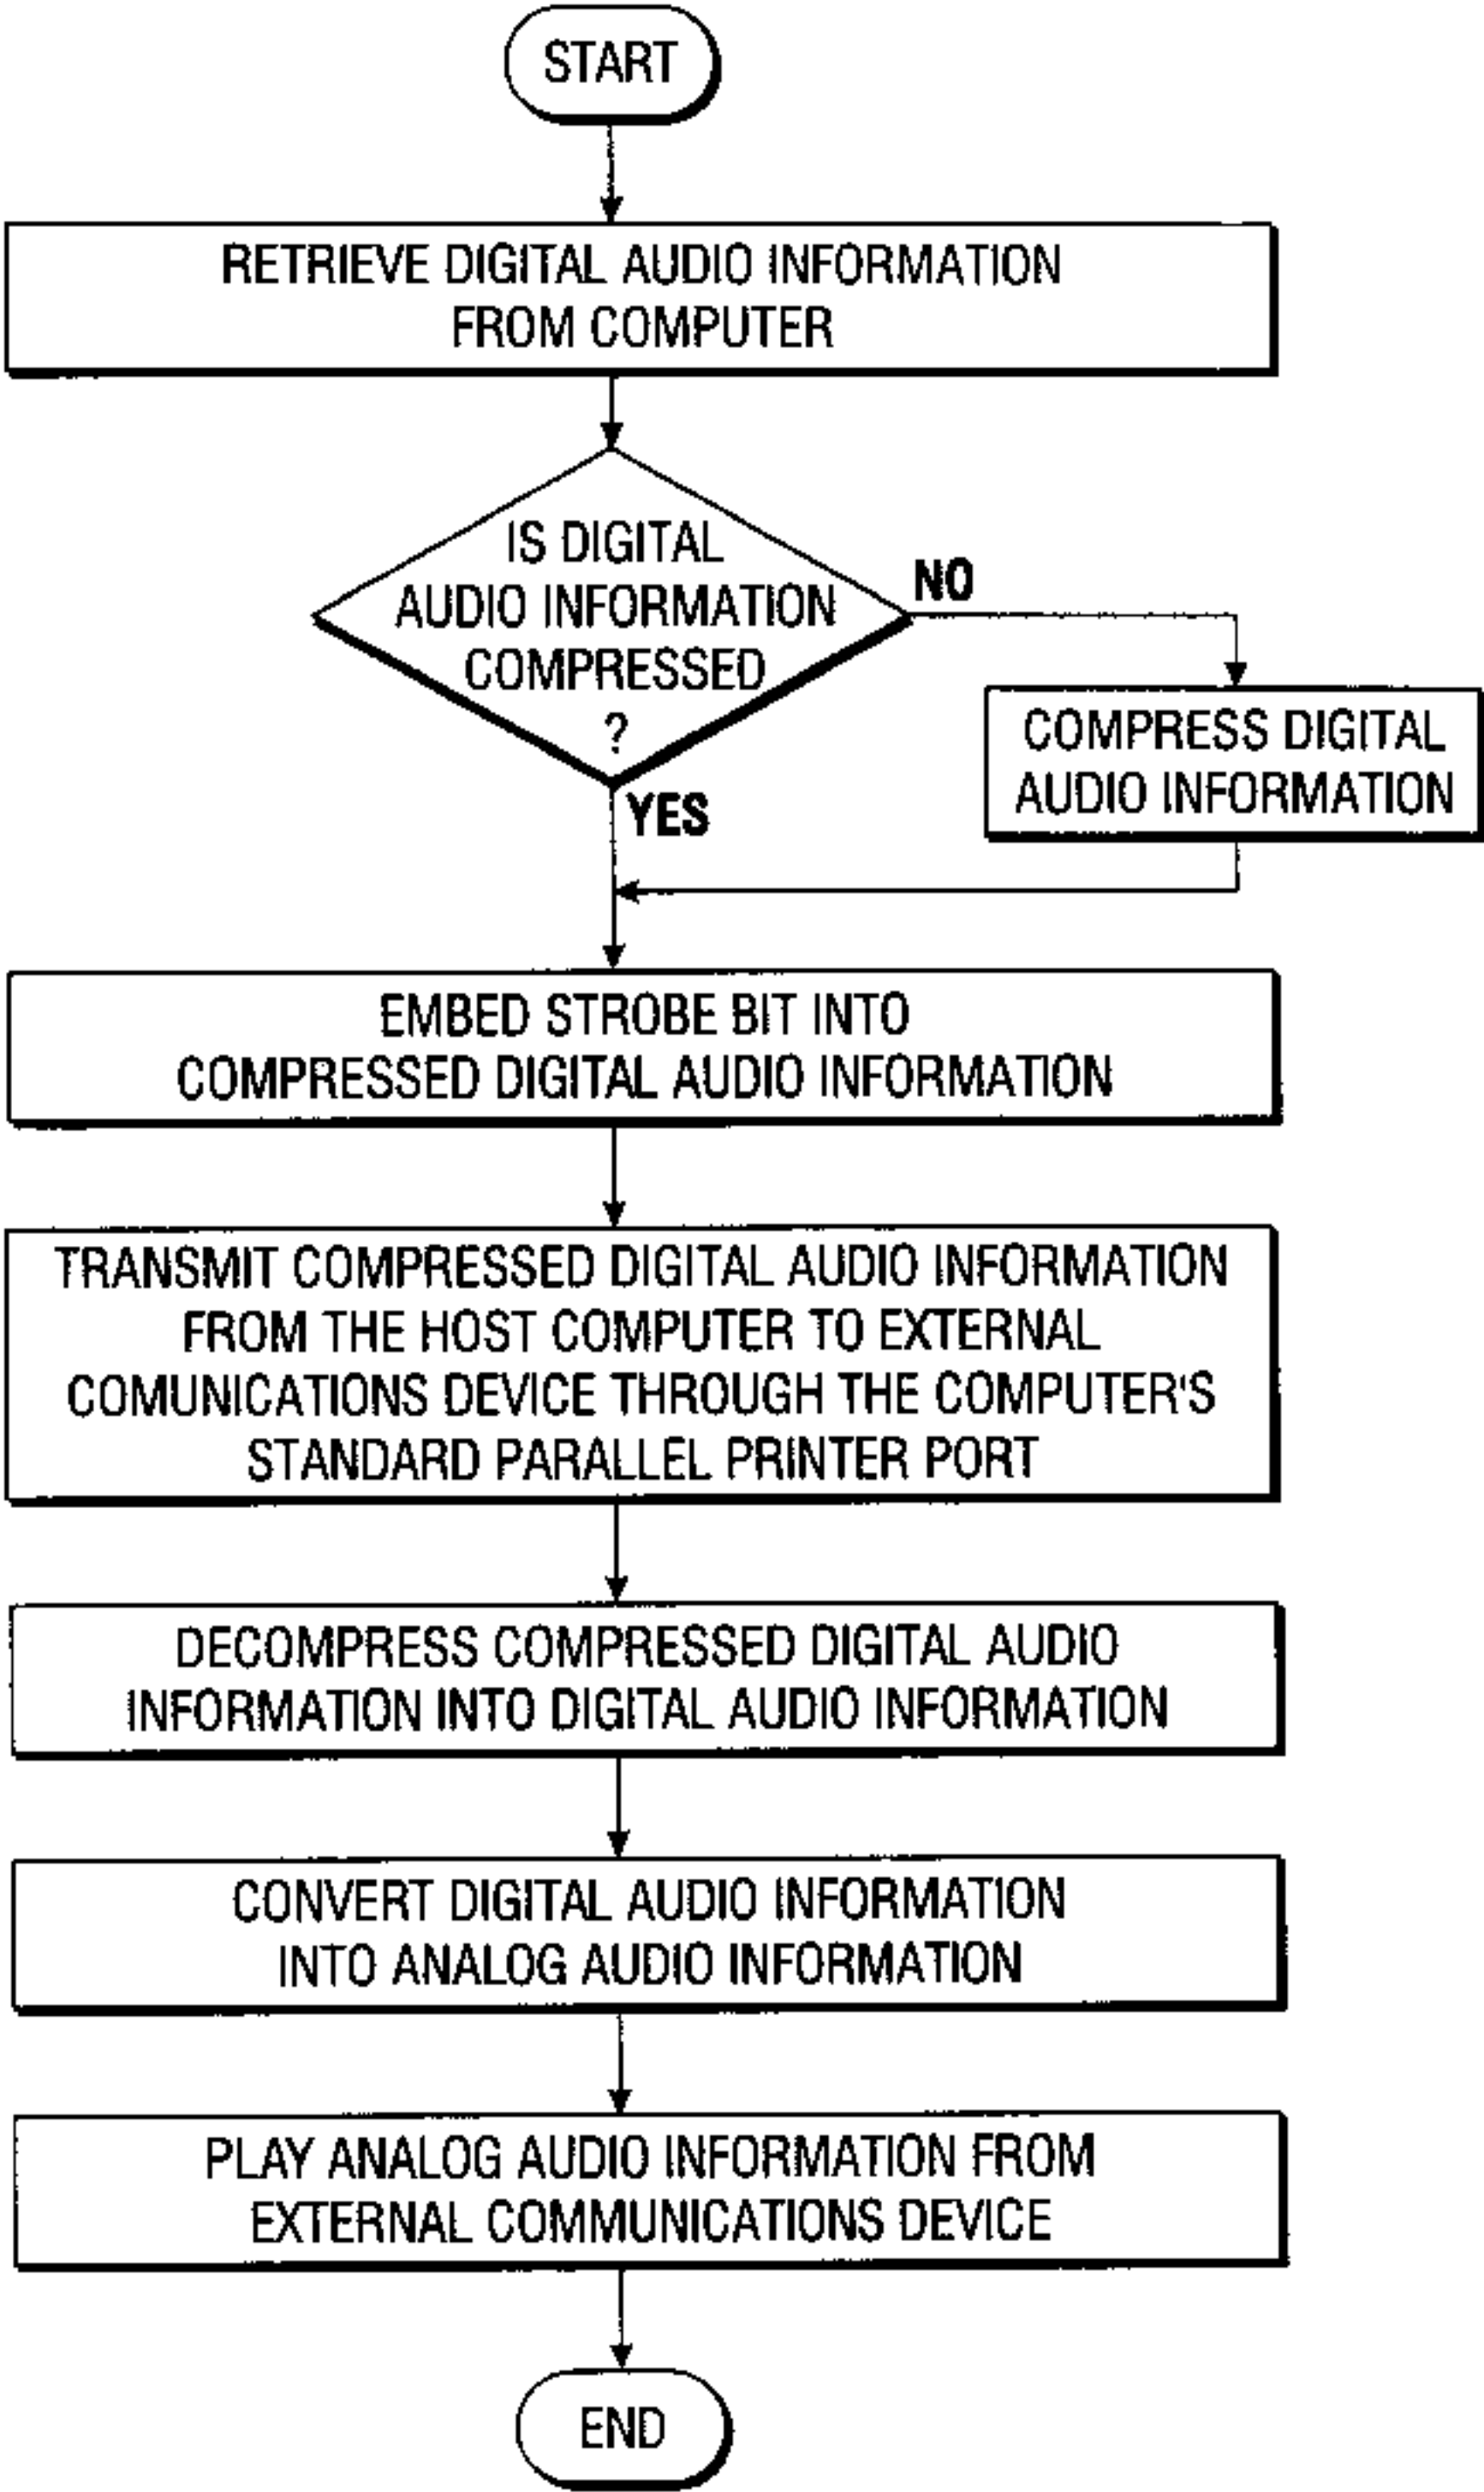 START
RETRIEVE DIGITAL AUDIO INFORMATION
FROM COMPUTER
IS DIGITAL
AUDIO INFORMATION
COMPRESSED
?
NO
COMPRESS DIGITAL
AUDIO INFORMATION
YES
EMBED STROBE BIT INTO
COMPRESSED DIGITAL AUDIO INFORMATION
TRANSMIT COMPRESSED DIGITAL AUDIO INFORMATION
FROM THE HOST COMPUTER TO EXTERNAL
COMUNICATIONS DEVICE THROUGH THE COMPUTER'S
STANDARD PARALLEL PRINTER PORT
DECOMPRESS COMPRESSED DIGITAL AUDIO
INFORMATION INTO DIGITAL AUDIO INFORMATION
CONVERT DIGITAL AUDIO INFORMATION
INTO ANALOG AUDIO INFORMATION
PLAY ANALOG AUDIO INFORMATION FROM
EXTERNAL COMMUNICATIONS DEVICE
END